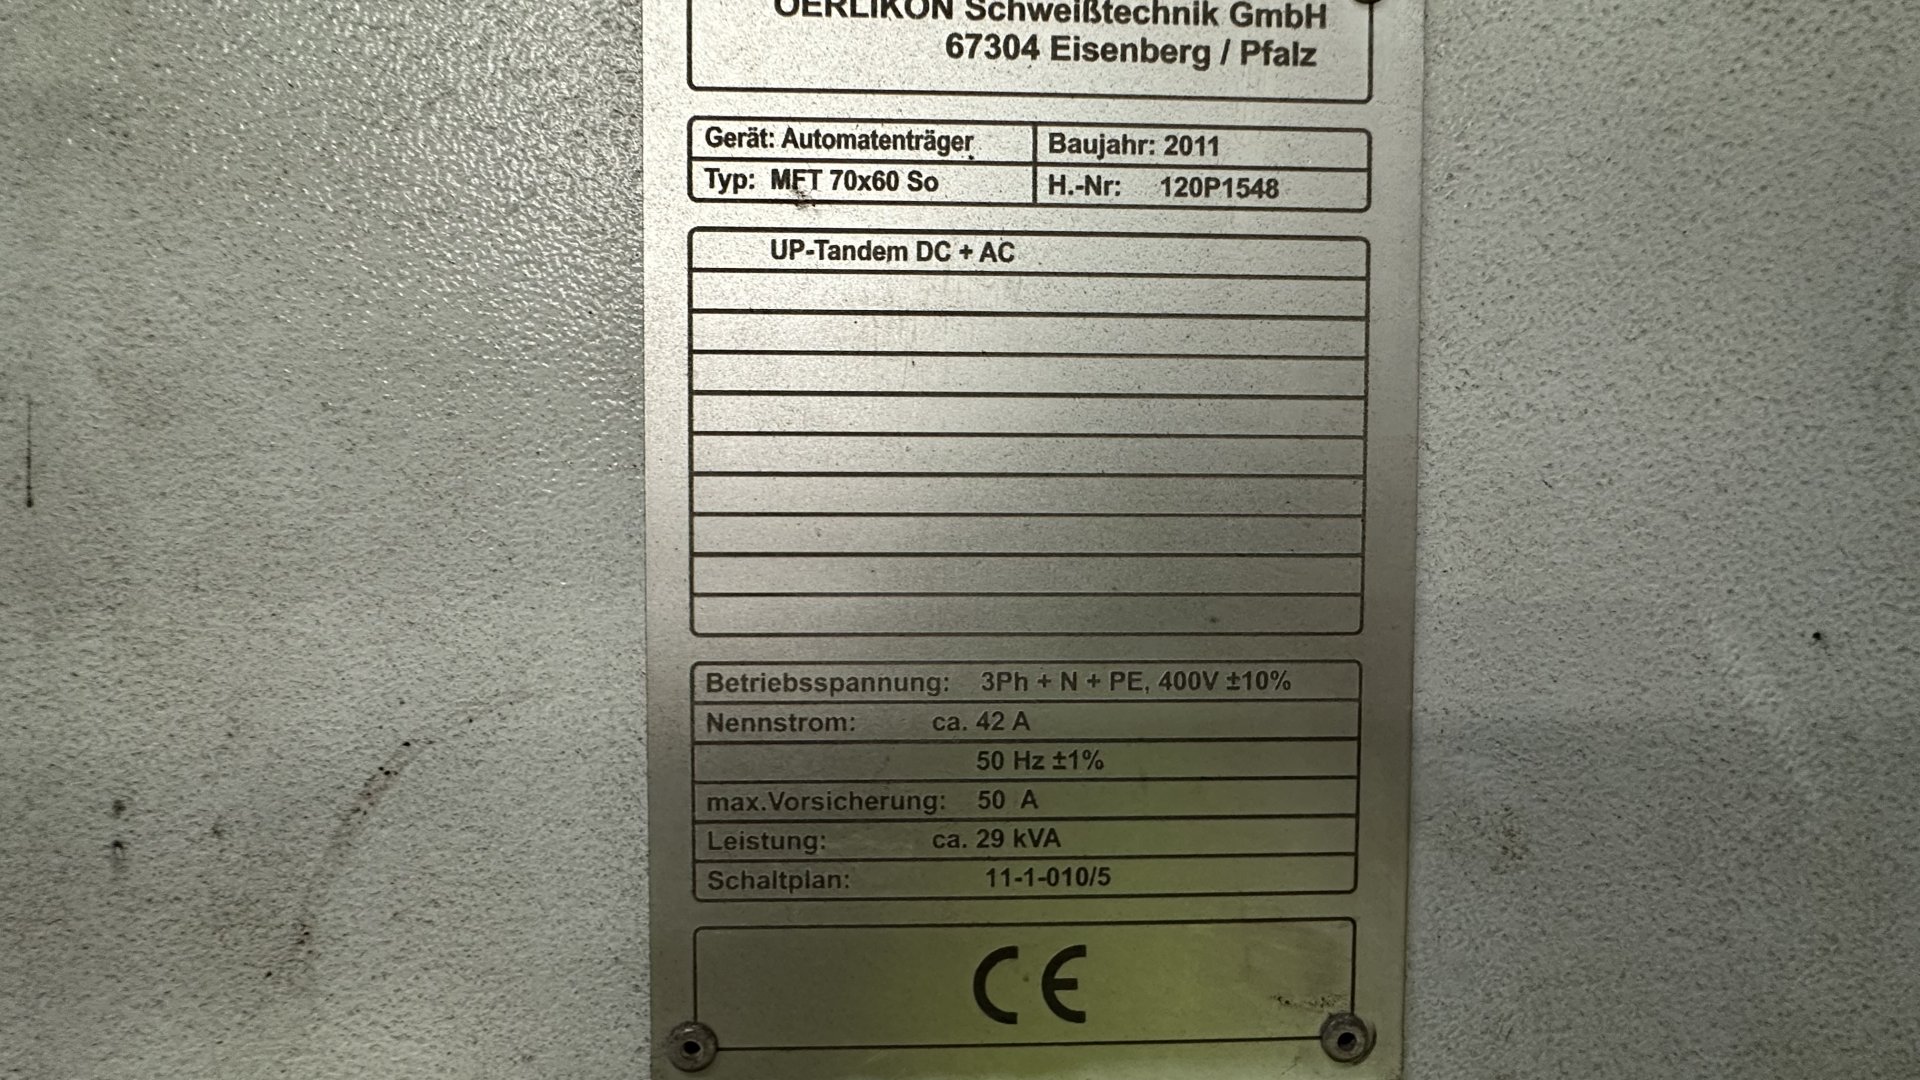 OERLIKON Schweißtechnik GmbH
67304 Eisenberg / Pfalz
Gerät: Automatenträger
Baujahr: 2011
Typ: MFT 70x60 So
H.-Nr: 120P1548
UP-Tandem DC + AC
Betriebsspannung: 3Ph + N + PE, 400V ±10%
Nennstrom: ca. 42 A
50 Hz ±1%
max.Vorsicherung: 50 A
Leistung: ca. 29 kVA
Schaltplan: 11-1-010/5
CE